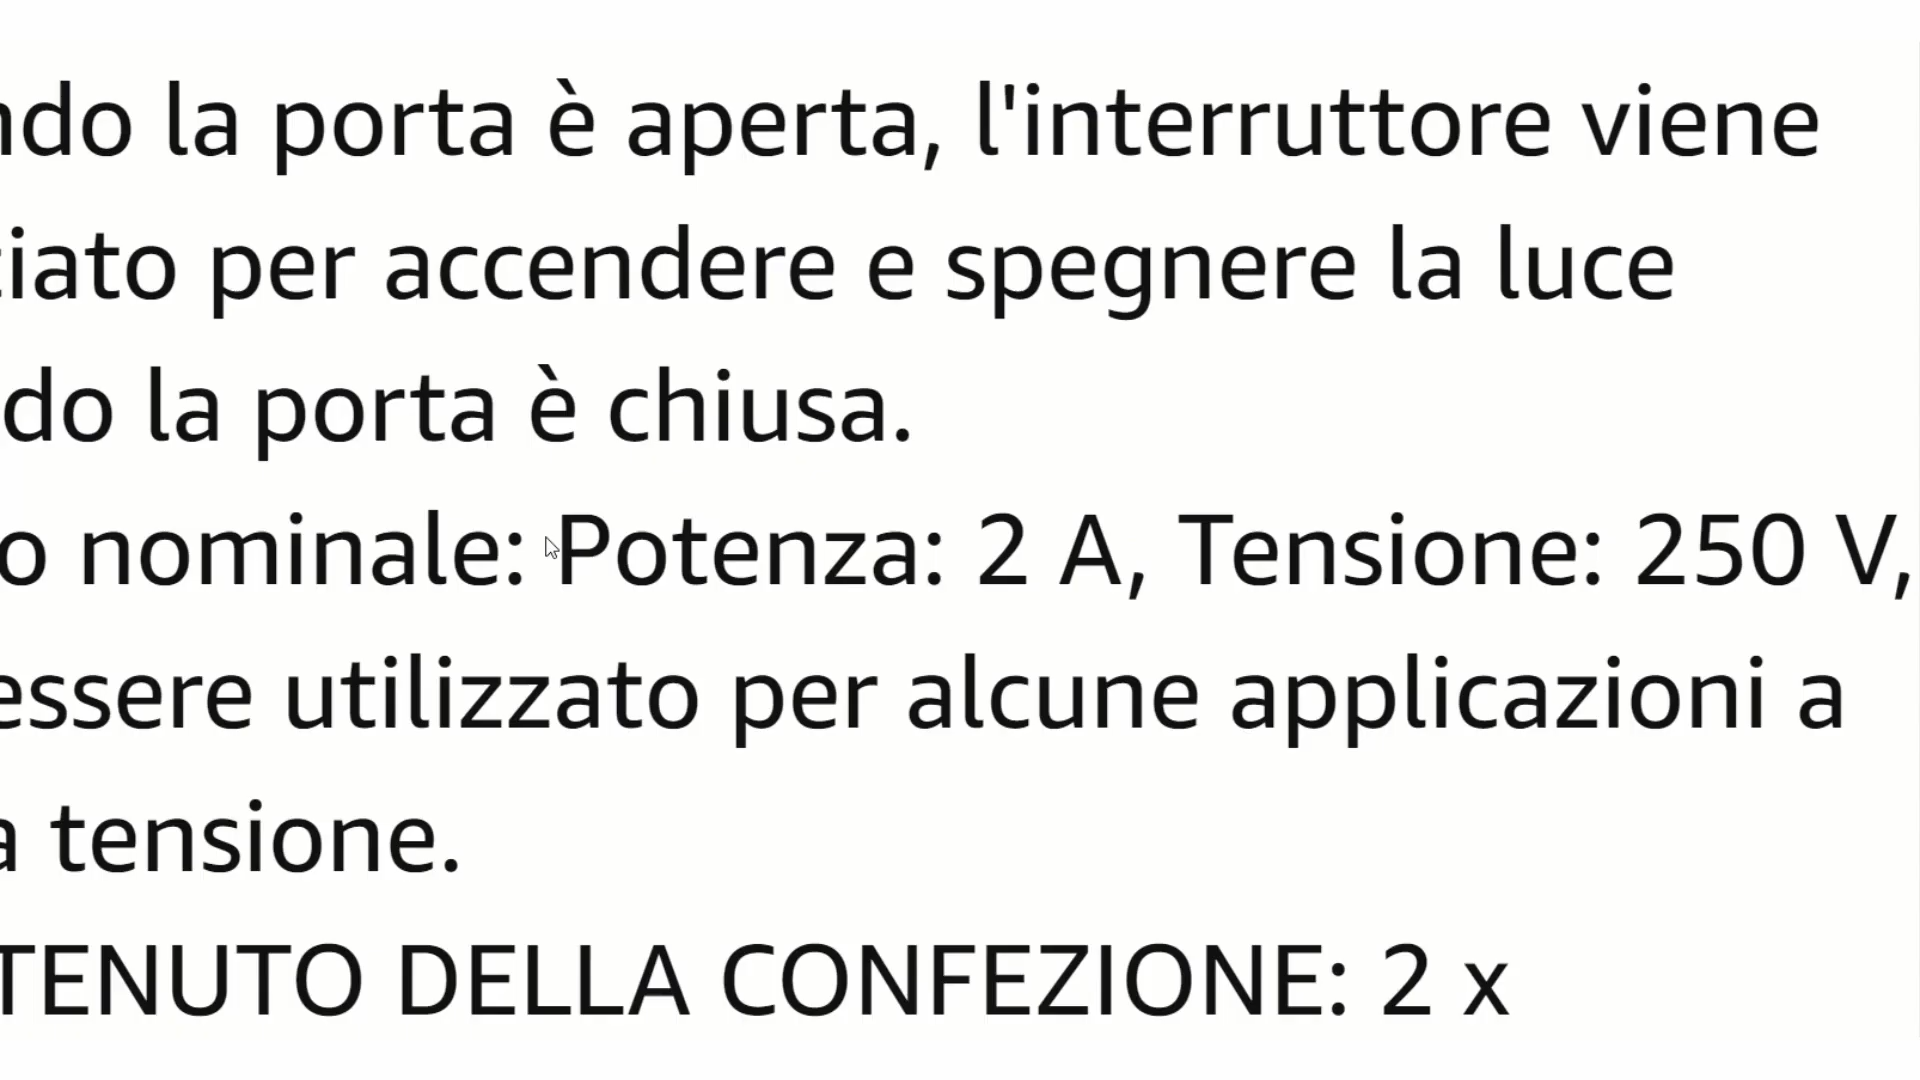 ndo la porta è aperta, l'interruttore viene
ciato per accendere e spegnere la luce
do la porta è chiusa.
o nominale: Potenza: 2 A, Tensione: 250 V,
essere utilizzato per alcune applicazioni a
a tensione.
TENUTO DELLA CONFEZIONE: 2 x